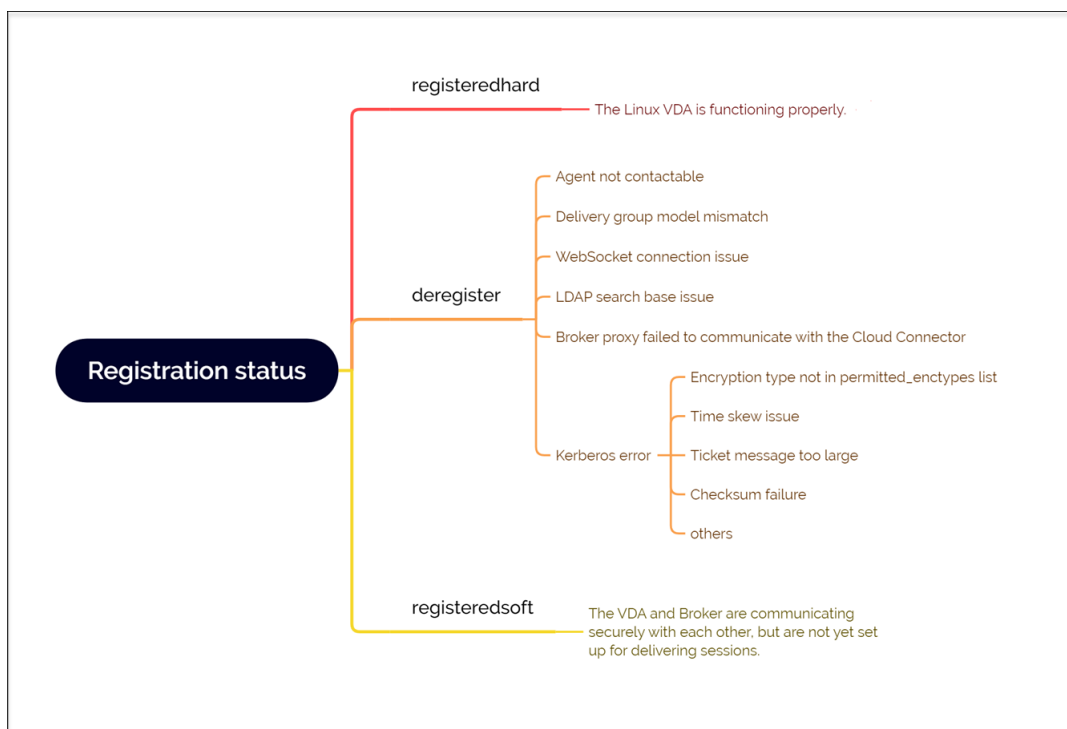 registeredhard
The Linux VDA is functioning properly.
Agent not contactable
Delivery group model mismatch
WebSocket connection issue
deregister
LDAP search base issue
Broker proxy failed to communicate with the Cloud Connector
Registration status
Encryption type not in permitted_enctypes list
Time skew issue
Kerberos error
Ticket message too large
Checksum failure
others
registeredsoft
The VDA and Broker are communicating
securely with each other, but are not yet set
up for delivering sessions.